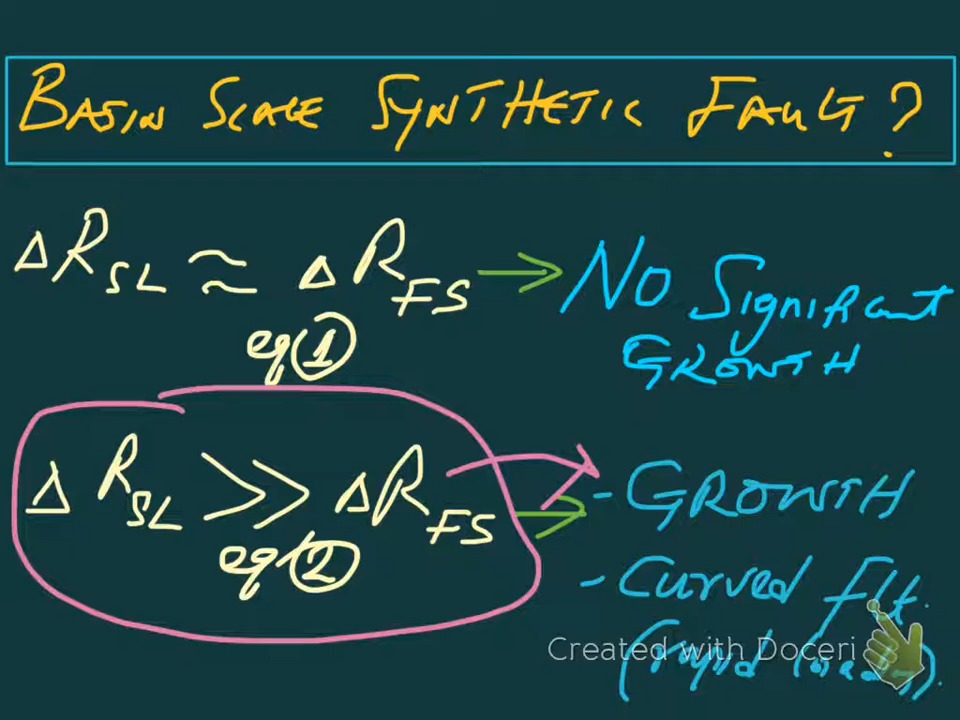 BASIN SCALE SYNTHETIC FAULT?
ΔR_SL ≈ ΔR_FS → NO Significant
eq ① GROWTH
ΔR_SL >> ΔR_FS → - GROWTH
eq ②
- Curved Flt.
Created with Doceri